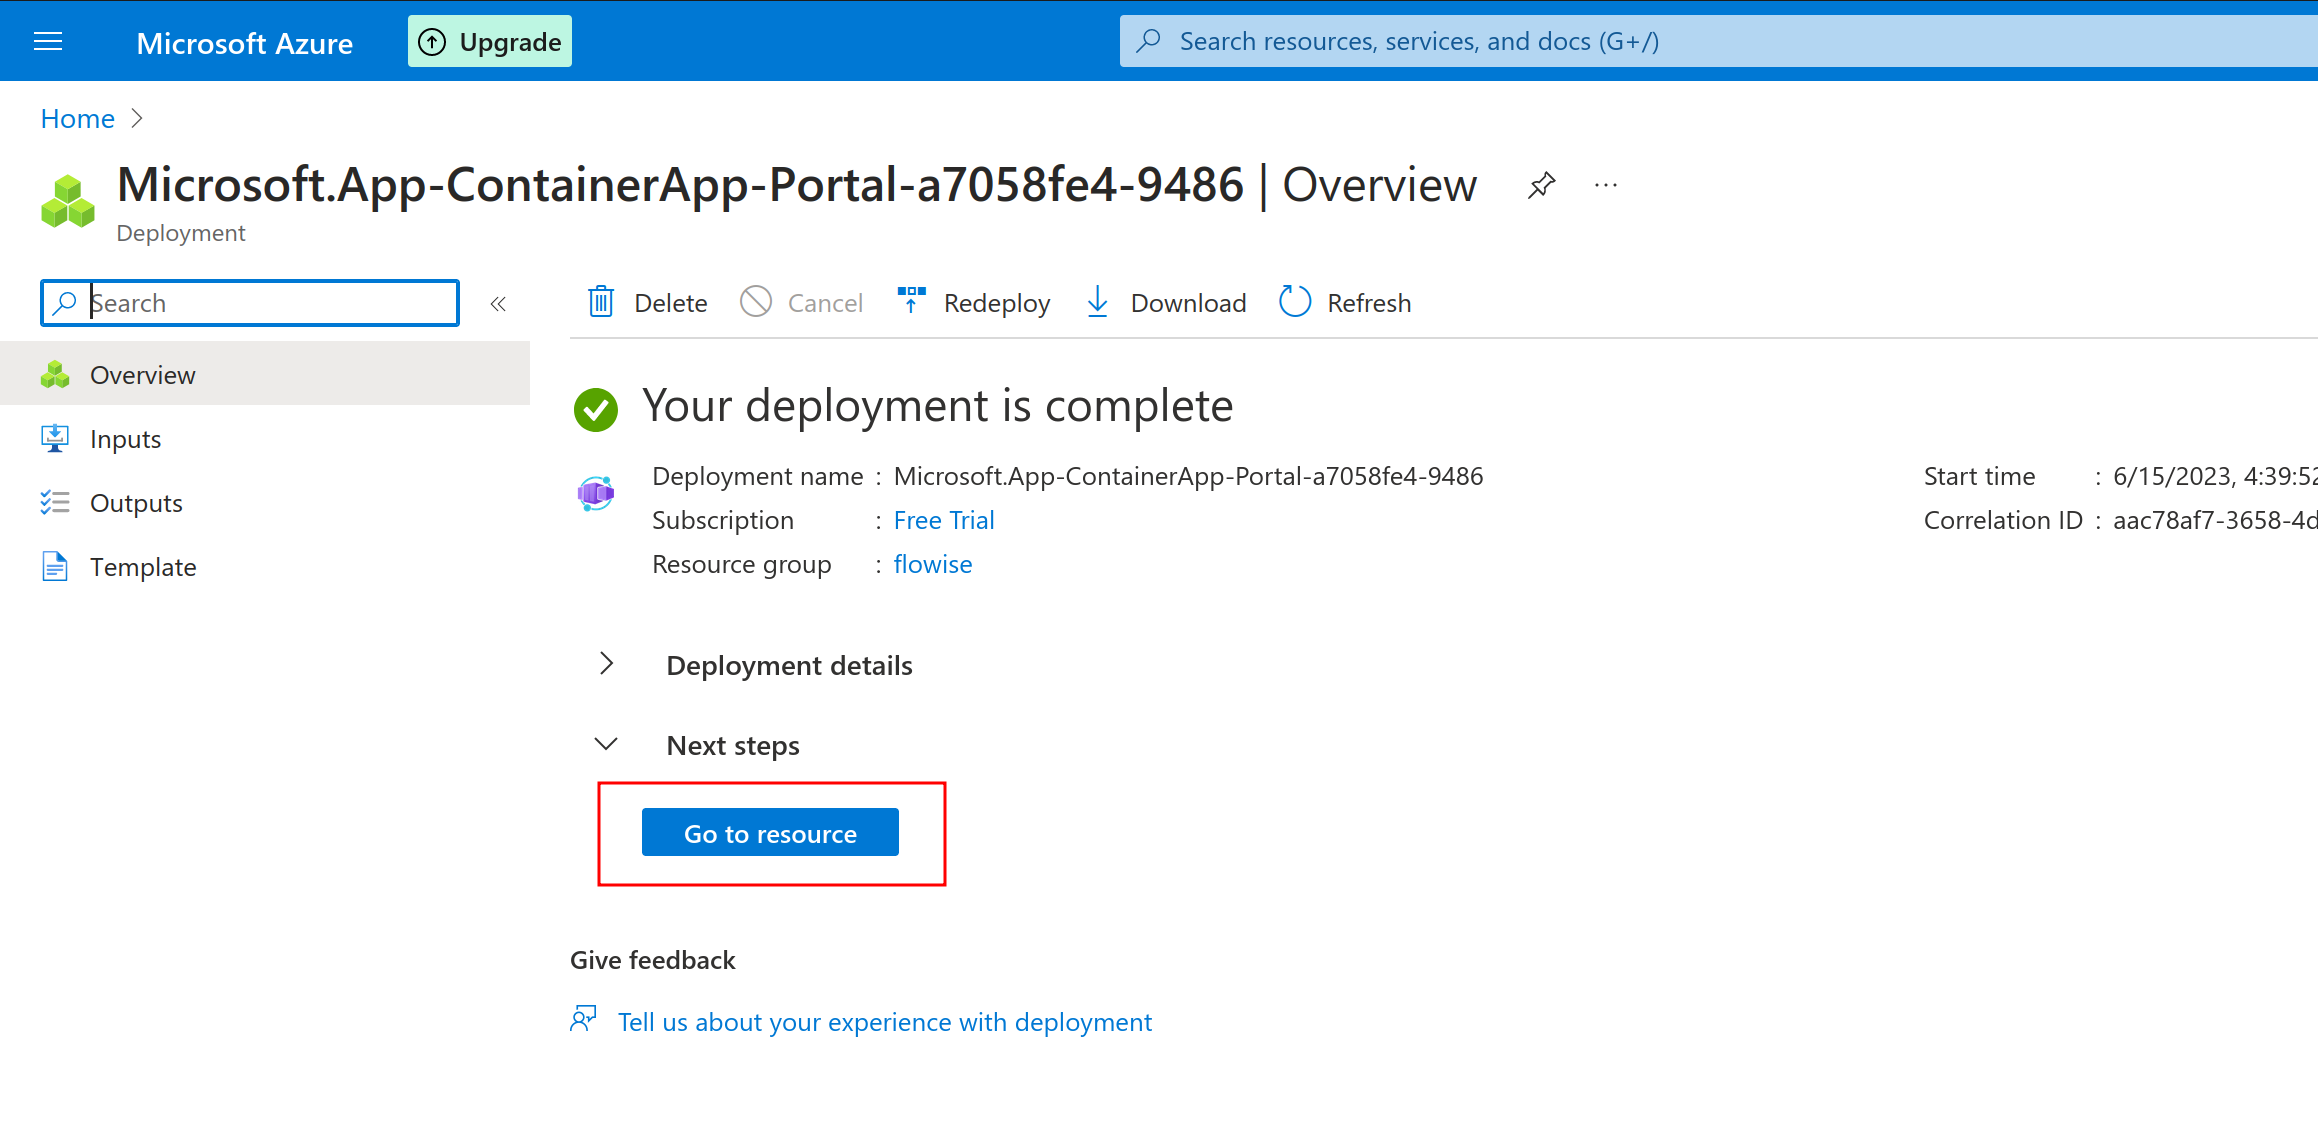 Microsoft Azure
Upgrade
Search resources, services, and docs (G+/)
Home
Microsoft.App-ContainerApp-Portal-a7058fe4-9486 | Overview
Deployment
Search
Delete
Cancel
Redeploy
Download
Refresh
Overview
Inputs
Outputs
Template
Your deployment is complete
Deployment name : Microsoft.App-ContainerApp-Portal-a7058fe4-9486
Subscription : Free Trial
Resource group : flowise
Start time : 6/15/2023, 4:39:52
Correlation ID : aac78af7-3658-4d
Deployment details
Next steps
Go to resource
Give feedback
Tell us about your experience with deployment